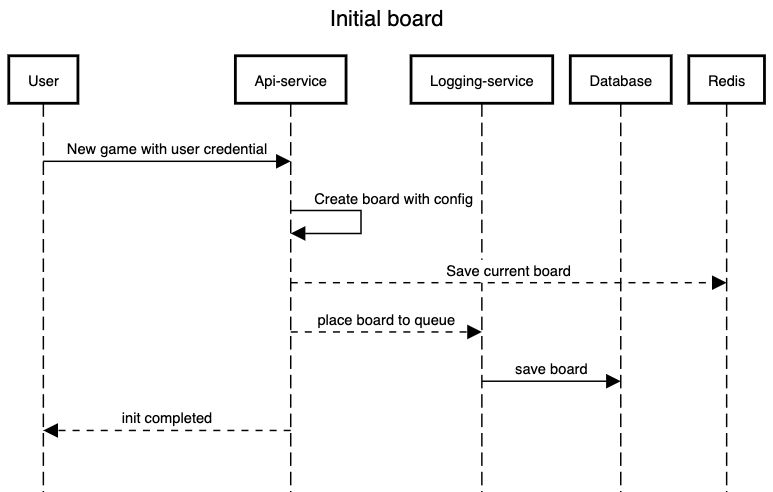 Initial board
User
Api-service
Logging-service
Database
Redis
New game with user credential
Create board with config
Save current board
place board to queue
save board
init completed